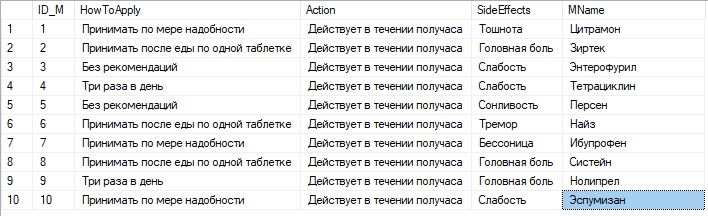 ID_M HowToApply Action SideEffects MName
1 1 Принимать по мере надобности Действует в течении получаса Тошнота Цитрамон
2 2 Принимать после еды по одной таблетке Действует в течении получаса Головная боль Зиртек
3 3 Без рекомендаций Действует в течении получаса Слабость Энтерофурил
4 4 Три раза в день Действует в течении получаса Слабость Тетрациклин
5 5 Без рекомендаций Действует в течении получаса Сонливость Персен
6 6 Принимать после еды по одной таблетке Действует в течении получаса Тремор Найз
7 7 Принимать по мере надобности Действует в течении получаса Бессоница Ибупрофен
8 8 Принимать после еды по одной таблетке Действует в течении получаса Головная боль Систейн
9 9 Три раза в день Действует в течении получаса Головная боль Нолипрел
10 10 Принимать по мере надобности Действует в течении получаса Слабость Эспумизан